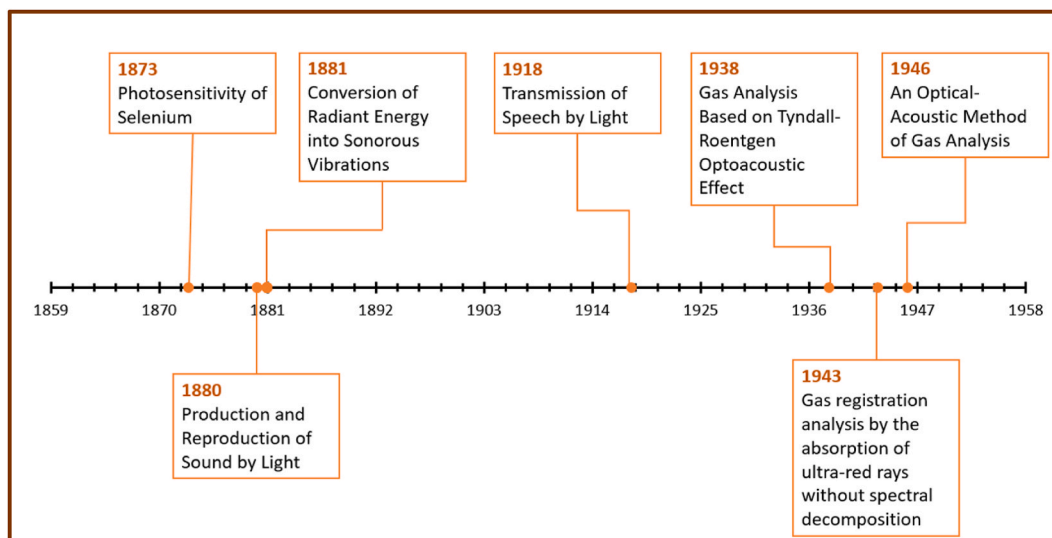 1873
Photosensitivity of
Selenium
1881
Conversion of
Radiant Energy
into Sonorous
Vibrations
1918
Transmission of
Speech by Light
1938
Gas Analysis
Based on Tyndall-
Roentgen
Optoacoustic
Effect
1946
An Optical-
Acoustic Method
of Gas Analysis
1859 1870 1881 1892 1903 1914 1925 1936 1947 1958
1880
Production and
Reproduction of
Sound by Light
1943
Gas registration
analysis by the
absorption of
ultra-red rays
without spectral
decomposition